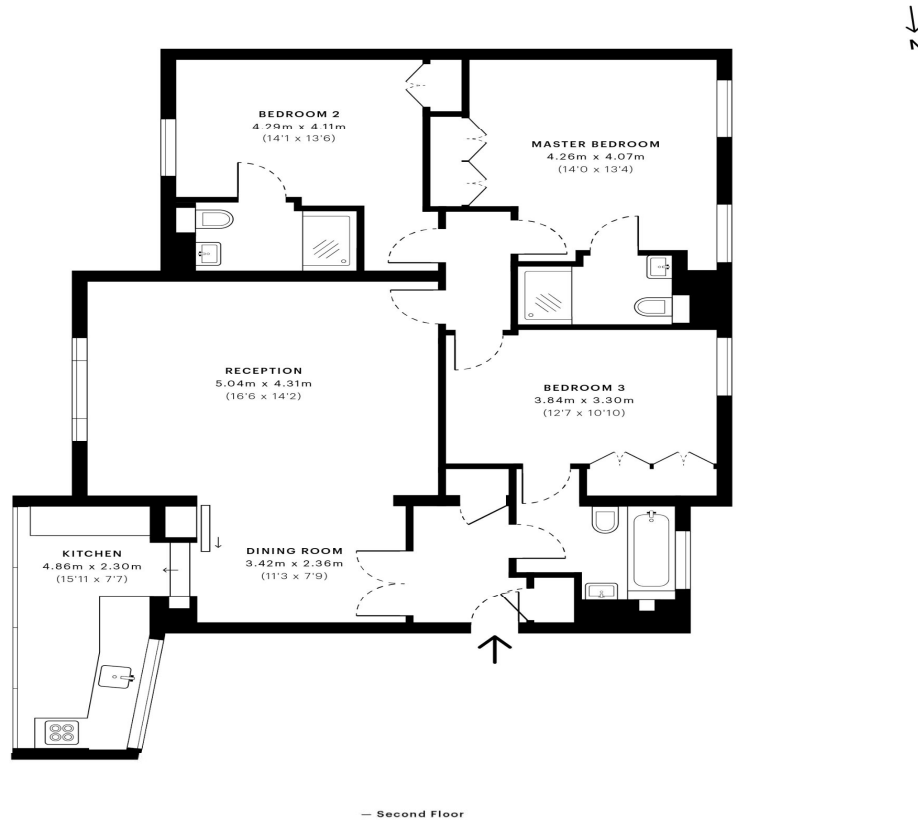 BEDROOM 2
4.29m x 4.11m
(14'1 x 13'6)
MASTER BEDROOM
4.26m x 4.07m
(14'0 x 13'4)
RECEPTION
5.04m x 4.31m
(16'6 x 14'2)
BEDROOM 3
3.84m x 3.30m
(12'7 x 10'10)
KITCHEN
4.86m x 2.30m
(15'11 x 7'7)
DINING ROOM
3.42m x 2.36m
(11'3 x 7'9)
— Second Floor